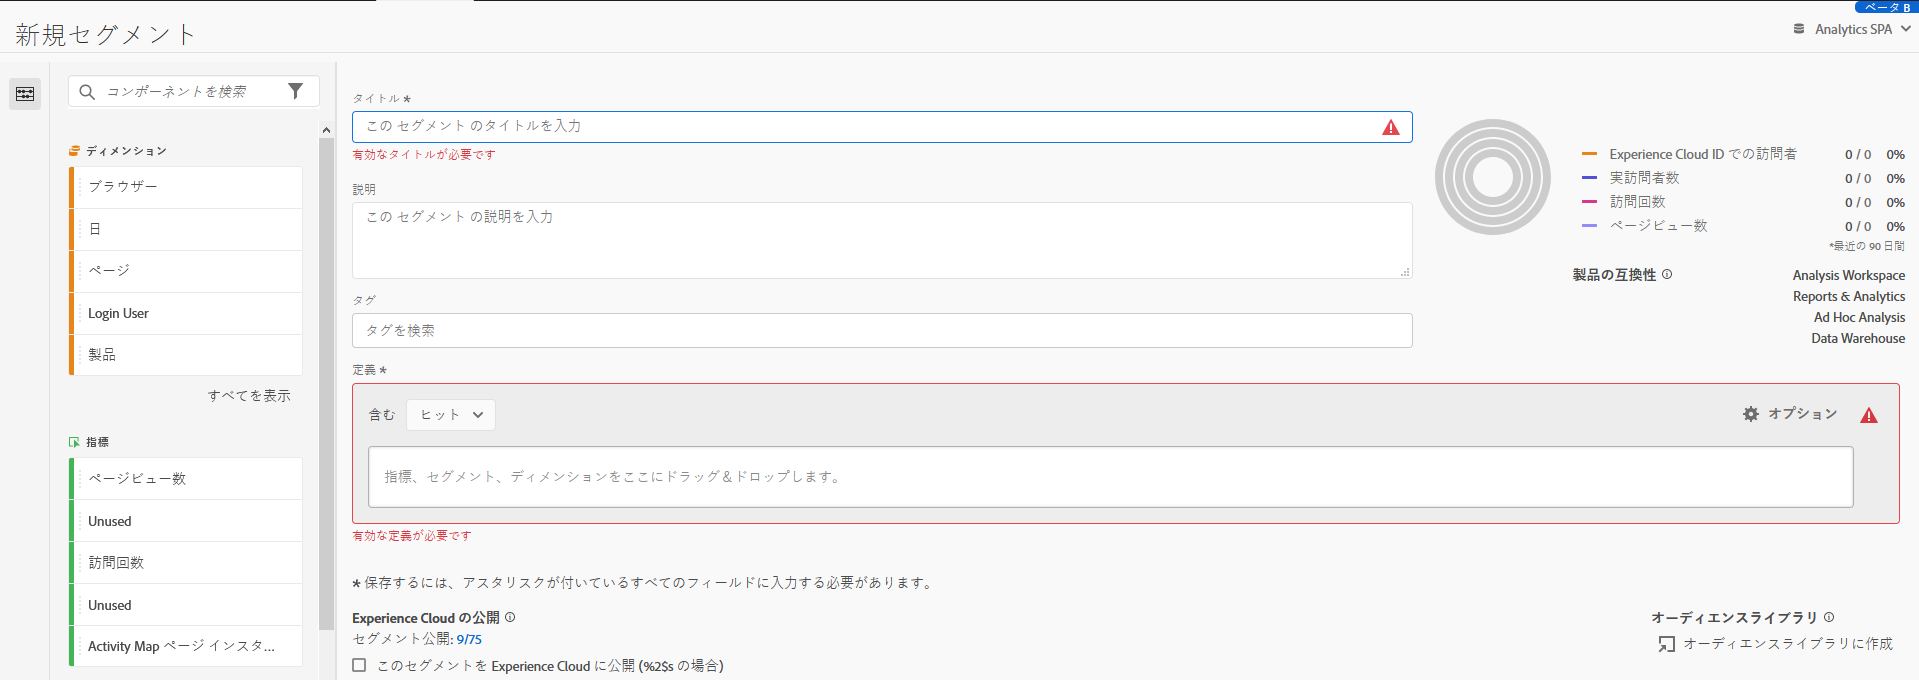 ベータ B
新規セグメント
Analytics SPA
コンポーネントを検索
ディメンション
ブラウザー
日
ページ
Login User
製品
すべてを表示
指標
ページビュー数
Unused
訪問回数
Unused
Activity Map ページ インスタ...
タイトル *
この セグメント のタイトルを入力
有効なタイトルが必要です
説明
この セグメント の説明を入力
タグ
タグを検索
定義 *
含む ヒット
オプション
指標、セグメント、ディメンションをここにドラッグ＆ドロップします。
有効な定義が必要です
* 保存するには、アスタリスクが付いているすべてのフィールドに入力する必要があります。
Experience Cloud の公開
セグメント公開: 9/75
このセグメントを Experience Cloud に公開 (%2$s の場合)
Experience Cloud ID での訪問者 0 / 0 0%
実訪問者数 0 / 0 0%
訪問回数 0 / 0 0%
ページビュー数 0 / 0 0%
*最近の 90 日間
製品の互換性
Analysis Workspace
Reports & Analytics
Ad Hoc Analysis
Data Warehouse
オーディエンスライブラリ
オーディエンスライブラリに作成